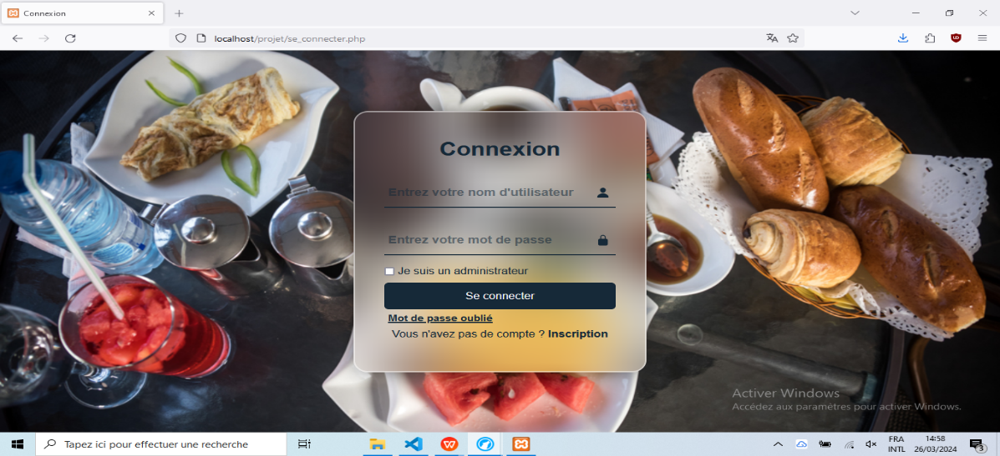 Connexion
localhost/projet/se_connecter.php
Connexion
Entrez votre nom d'utilisateur
Entrez votre mot de passe
Je suis un administrateur
Se connecter
Mot de passe oublié
Vous n'avez pas de compte ? Inscription
Activer Windows
Accédez aux paramètres pour activer Windows.
Tapez ici pour effectuer une recherche
FRA
INTL
14:58
26/03/2024
3